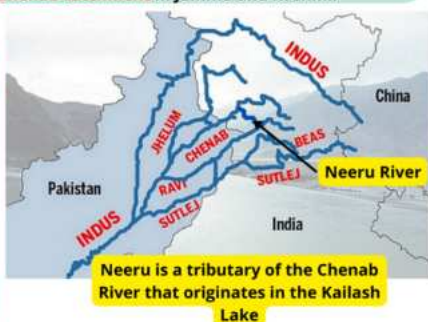 INDUS
China
JHELUM
CHENAB
BEAS
Neeru River
RAVI
SUTLEJ
Pakistan
SUTLEJ
INDUS
India
Neeru is a tributary of the Chenab
River that originates in the Kailash
Lake